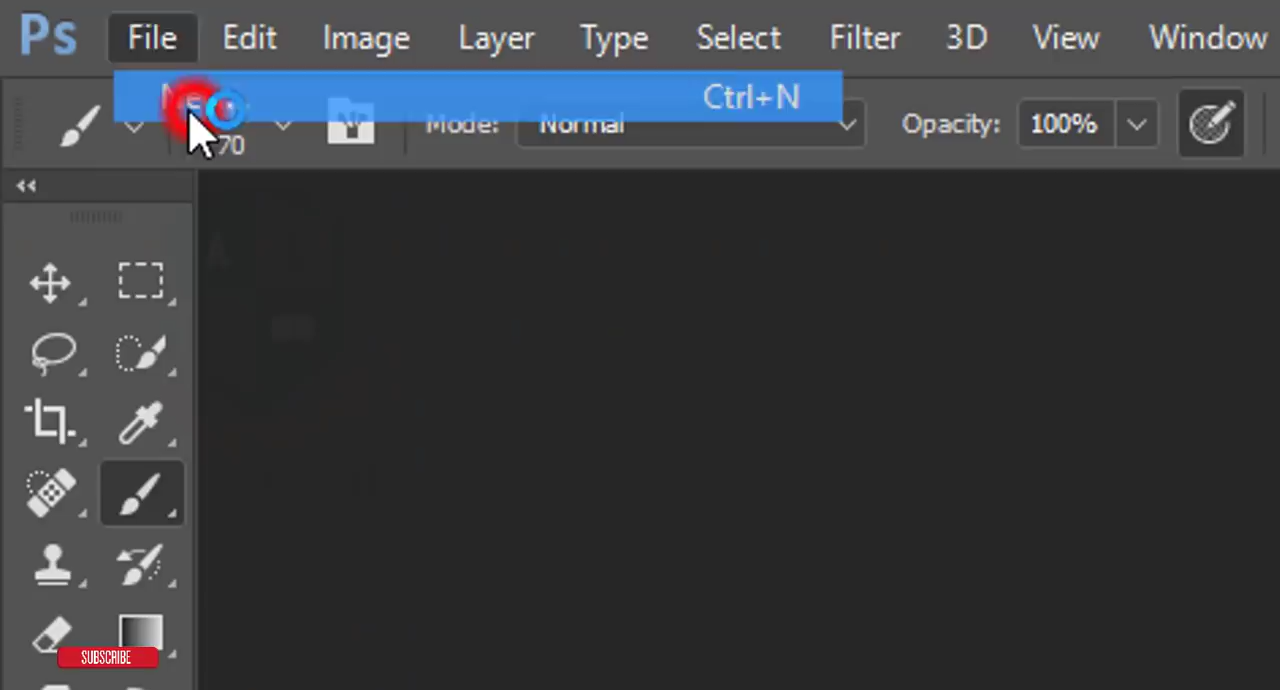 Ps File Edit Image Layer Type Select Filter 3D View Window
Ctrl+N
70 Mode: Normal Opacity: 100%
SUBSCRIBE